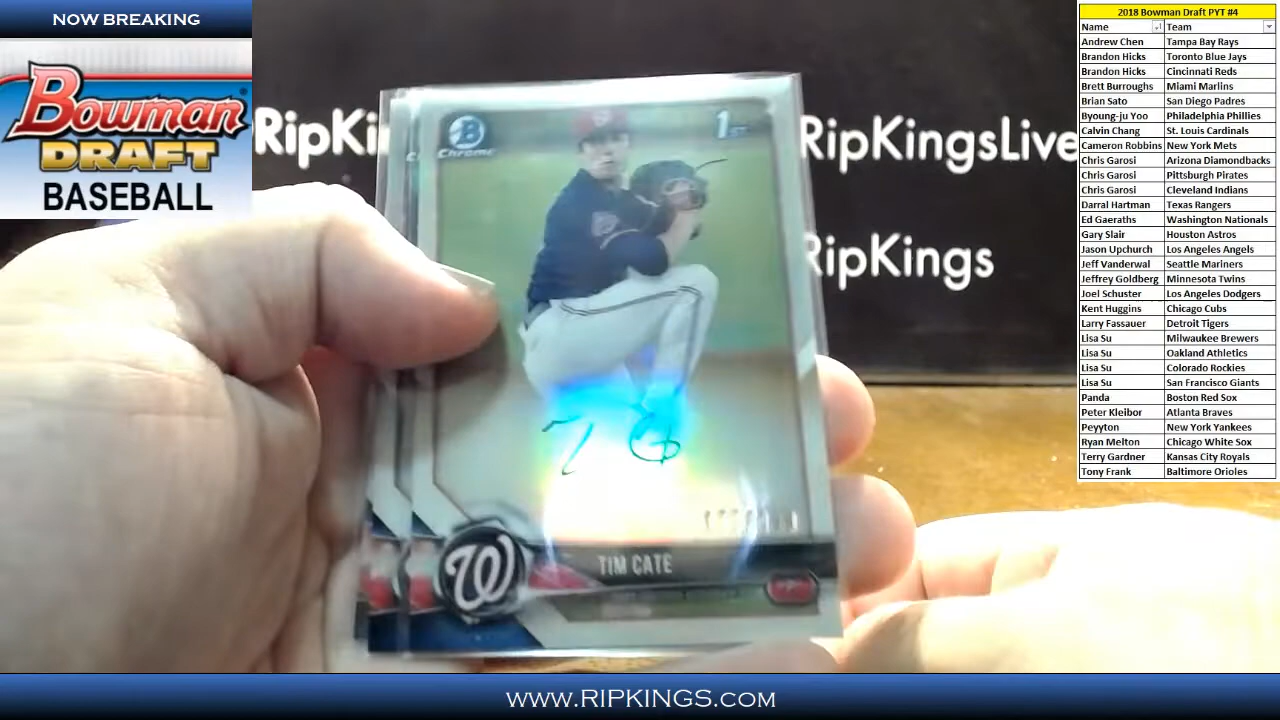 NOW BREAKING
Bowman
DRAFT
BASEBALL
RipKi
RipKingsLive
RipKings
B
Chrome
1ST
W
TIM CATE
2018 Bowman Draft PYT #4
Name Team
Andrew Chen Tampa Bay Rays
Brandon Hicks Toronto Blue Jays
Brandon Hicks Cincinnati Reds
Brett Burroughs Miami Marlins
Brian Sato San Diego Padres
Byoung-ju Yoo Philadelphia Phillies
Calvin Chang St. Louis Cardinals
Cameron Robbins New York Mets
Chris Garosi Arizona Diamondbacks
Chris Garosi Pittsburgh Pirates
Chris Garosi Cleveland Indians
Darral Hartman Texas Rangers
Ed Gaeraths Washington Nationals
Gary Slair Houston Astros
Jason Upchurch Los Angeles Angels
Jeff Vanderwal Seattle Mariners
Jeffrey Goldberg Minnesota Twins
Joel Schuster Los Angeles Dodgers
Kent Huggins Chicago Cubs
Larry Fassauer Detroit Tigers
Lisa Su Milwaukee Brewers
Lisa Su Oakland Athletics
Lisa Su Colorado Rockies
Lisa Su San Francisco Giants
Panda Boston Red Sox
Peter Kleibor Atlanta Braves
Peyyton New York Yankees
Ryan Melton Chicago White Sox
Terry Gardner Kansas City Royals
Tony Frank Baltimore Orioles
WWW.RIPKINGS.COM